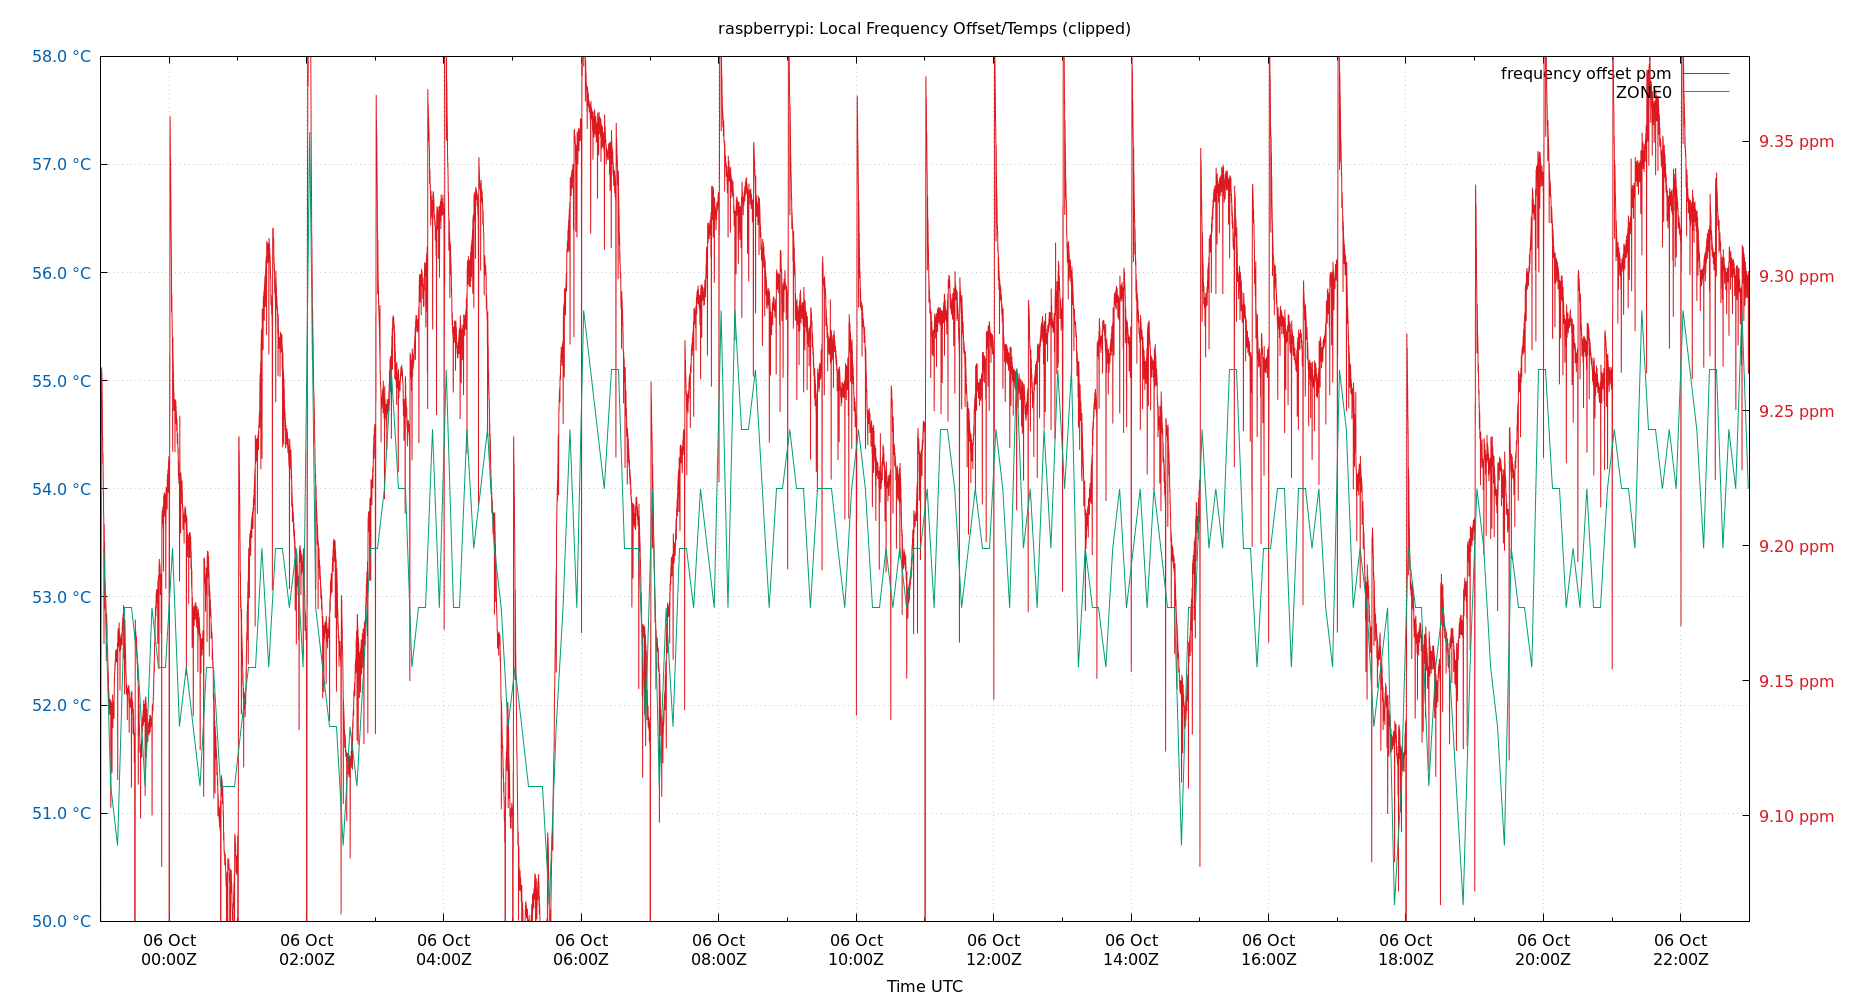 raspberrypi: Local Frequency Offset/Temps (clipped)
58.0 °C
57.0 °C
56.0 °C
55.0 °C
54.0 °C
53.0 °C
52.0 °C
51.0 °C
50.0 °C
frequency offset ppm
ZONE0
9.35 ppm
9.30 ppm
9.25 ppm
9.20 ppm
9.15 ppm
9.10 ppm
06 Oct 06 Oct 06 Oct 06 Oct 06 Oct 06 Oct 06 Oct 06 Oct 06 Oct 06 Oct 06 Oct 06 Oct
00:00Z 02:00Z 04:00Z 06:00Z 08:00Z 10:00Z 12:00Z 14:00Z 16:00Z 18:00Z 20:00Z 22:00Z
Time UTC